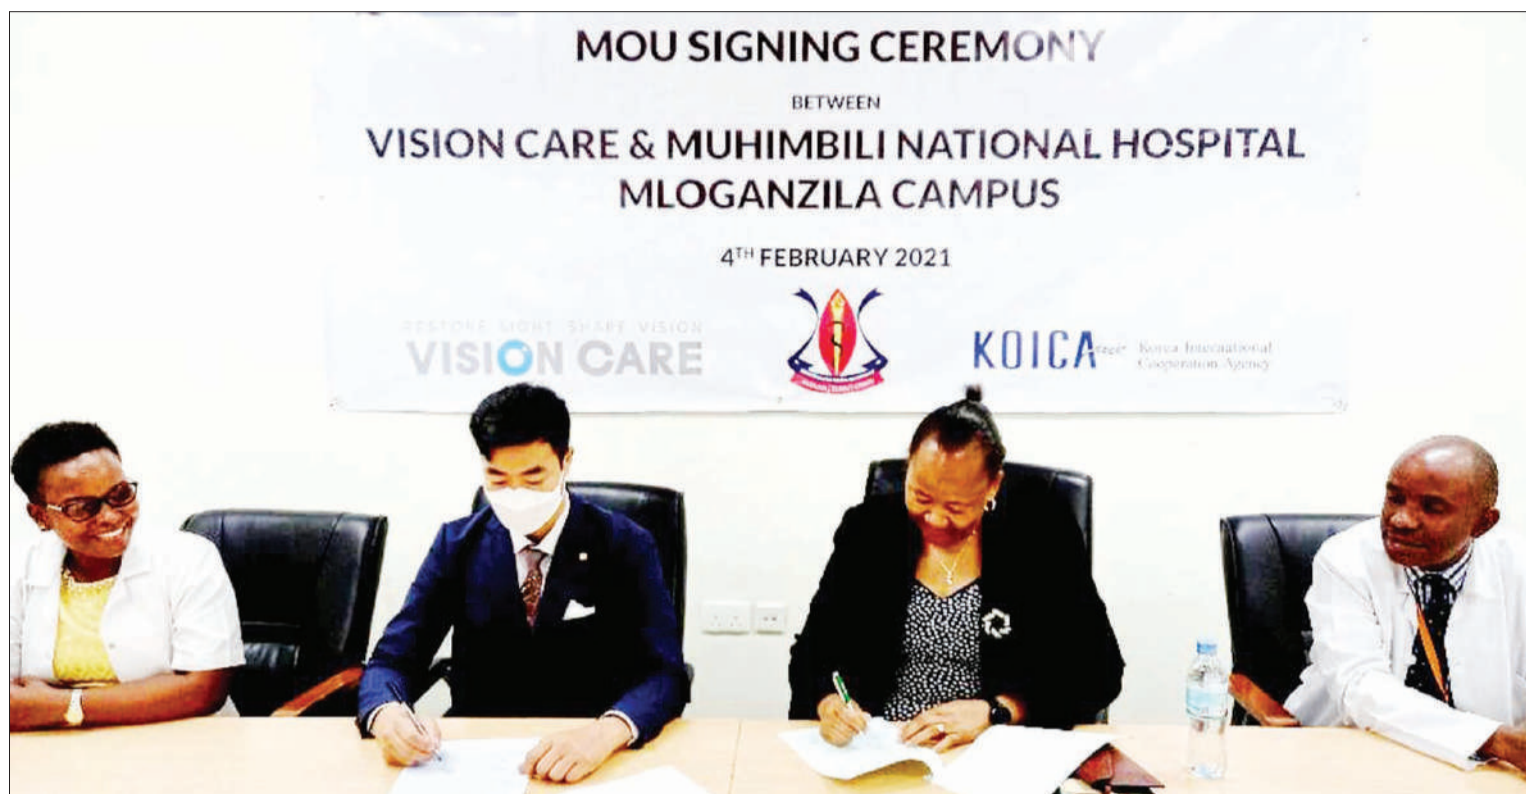 MOU SIGNING CEREMONY
BETWEEN
VISION CARE & MUHIMBILI NATIONAL HOSPITAL
MLOGANZILA CAMPUS
4TH FEBRUARY 2021
RESTORE SIGHT SHARE VISION
VISION CARE
KOICA
Korea International
Cooperation Agency